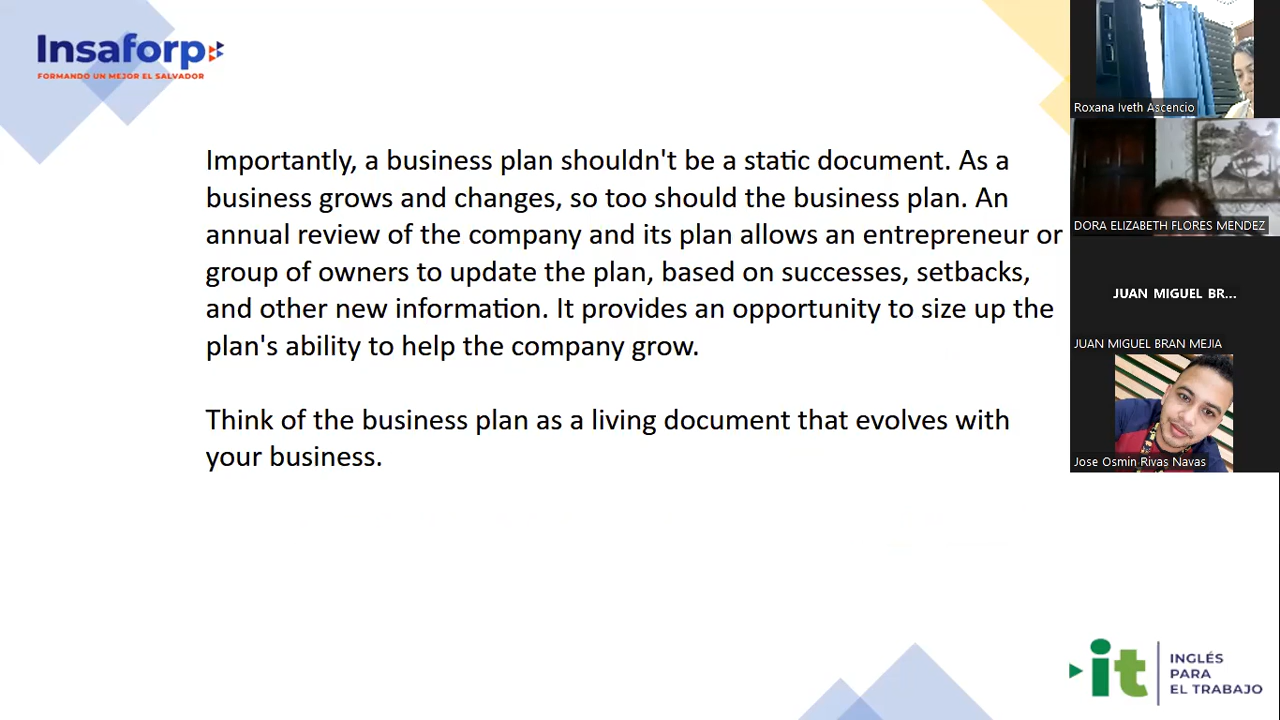 Insaforp
FORMANDO UN MEJOR EL SALVADOR
Importantly, a business plan shouldn't be a static document. As a
business grows and changes, so too should the business plan. An
annual review of the company and its plan allows an entrepreneur or
group of owners to update the plan, based on successes, setbacks,
and other new information. It provides an opportunity to size up the
plan's ability to help the company grow.
Think of the business plan as a living document that evolves with
your business.
Roxana Iveth Ascencio
DORA ELIZABETH FLORES MENDEZ
JUAN MIGUEL BR...
JUAN MIGUEL BRAN MEJIA
Jose Osmin Rivas Navas
it
INGLÉS
PARA
EL TRABAJO